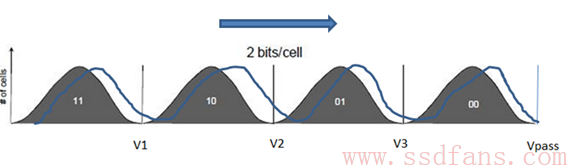 2 bits/cell
# of cells
11 10 01 00
V1 V2 V3 Vpass
www.ssdfans.com